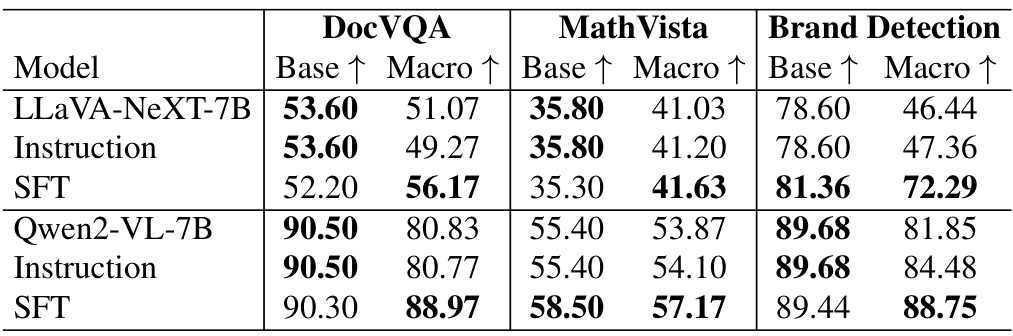 DocVQA MathVista Brand Detection
Model Base ↑ Macro ↑ Base ↑ Macro ↑ Base ↑ Macro ↑
LLaVA-NeXT-7B 53.60 51.07 35.80 41.03 78.60 46.44
Instruction 53.60 49.27 35.80 41.20 78.60 47.36
SFT 52.20 56.17 35.30 41.63 81.36 72.29
Qwen2-VL-7B 90.50 80.83 55.40 53.87 89.68 81.85
Instruction 90.50 80.77 55.40 54.10 89.68 84.48
SFT 90.30 88.97 58.50 57.17 89.44 88.75